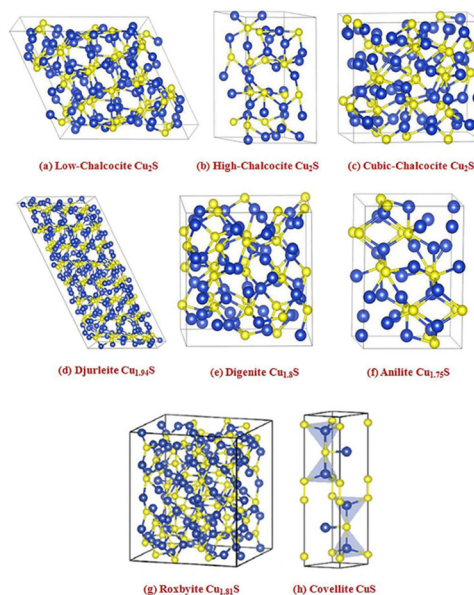 (a) Low-Chalcocite Cu₂S
(b) High-Chalcocite Cu₂S
(c) Cubic-Chalcocite Cu₂S
(d) Djurleite Cu₁.₉₄S
(e) Digenite Cu₁.₈S
(f) Anilite Cu₁.₇₅S
(g) Roxbyite Cu₁.₈₁S
(h) Covellite CuS